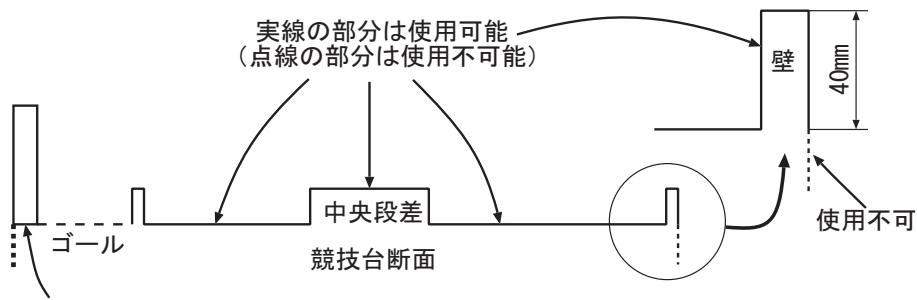 実線の部分は使用可能
（点線の部分は使用不可能）
壁
40mm
中央段差
ゴール
使用不可
競技台断面